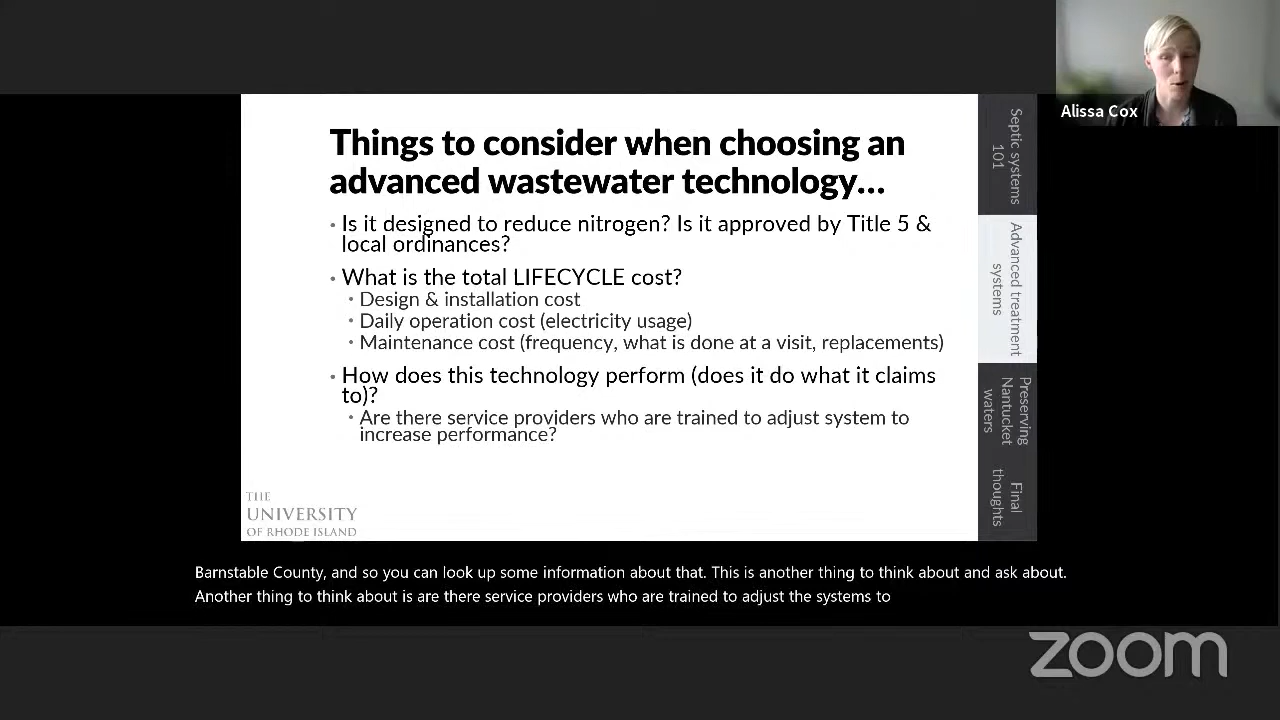 Alissa Cox
Things to consider when choosing an
advanced wastewater technology...
• Is it designed to reduce nitrogen? Is it approved by Title 5 &
local ordinances?
• What is the total LIFECYCLE cost?
• Design & installation cost
• Daily operation cost (electricity usage)
• Maintenance cost (frequency, what is done at a visit, replacements)
• How does this technology perform (does it do what it claims
to)?
• Are there service providers who are trained to adjust system to
increase performance?
THE
UNIVERSITY
OF RHODE ISLAND
Septic systems
101
Advanced treatment
systems
Preserving
Nantucket
waters
Final
thoughts
Barnstable County, and so you can look up some information about that. This is another thing to think about and ask about.
Another thing to think about is are there service providers who are trained to adjust the systems to
zoom